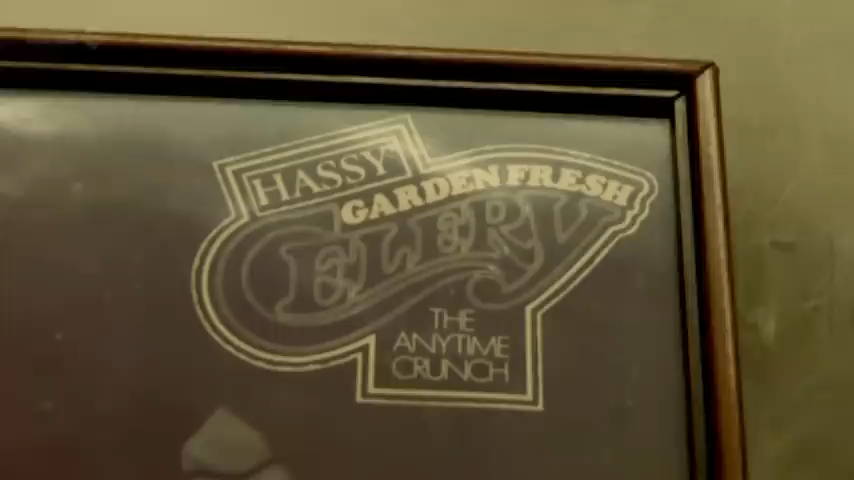 HASSY
GARDEN FRESH
CELERY
THE
ANYTIME
CRUNCH